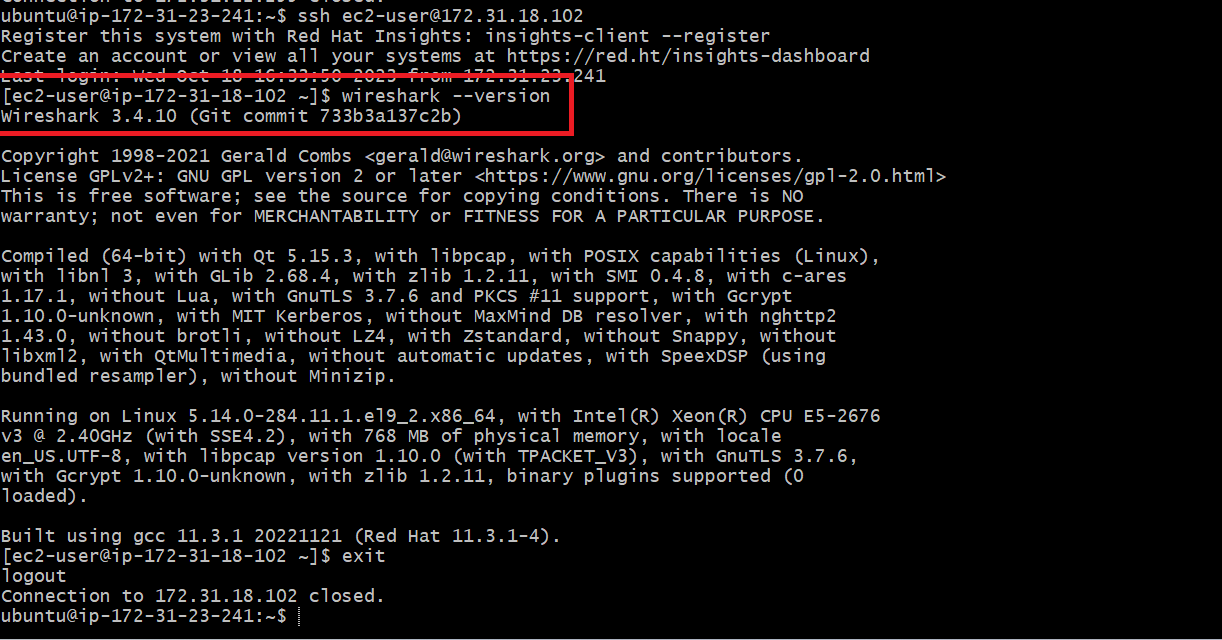 ubuntu@ip-172-31-23-241:~$ ssh ec2-user@172.31.18.102
Register this system with Red Hat Insights: insights-client --register
Create an account or view all your systems at https://red.ht/insights-dashboard
Last login: Wed Oct 18 16:33:50 2023 from 172.31.23.241
[ec2-user@ip-172-31-18-102 ~]$ wireshark --version
Wireshark 3.4.10 (Git commit 733b3a137c2b)
Copyright 1998-2021 Gerald Combs <gerald@wireshark.org> and contributors.
License GPLv2+: GNU GPL version 2 or later <https://www.gnu.org/licenses/gpl-2.0.html>
This is free software; see the source for copying conditions. There is NO
warranty; not even for MERCHANTABILITY or FITNESS FOR A PARTICULAR PURPOSE.
Compiled (64-bit) with Qt 5.15.3, with libpcap, with POSIX capabilities (Linux),
with libnl 3, with GLib 2.68.4, with zlib 1.2.11, with SMI 0.4.8, with c-ares
1.17.1, without Lua, with GnuTLS 3.7.6 and PKCS #11 support, with Gcrypt
1.10.0-unknown, with MIT Kerberos, without MaxMind DB resolver, with nghttp2
1.43.0, without brotli, without LZ4, with Zstandard, without Snappy, without
libxml2, with QtMultimedia, without automatic updates, with SpeexDSP (using
bundled resampler), without Minizip.
Running on Linux 5.14.0-284.11.1.el9_2.x86_64, with Intel(R) Xeon(R) CPU E5-2676
v3 @ 2.40GHz (with SSE4.2), with 768 MB of physical memory, with locale
en_US.UTF-8, with libpcap version 1.10.0 (with TPACKET_V3), with GnuTLS 3.7.6,
with Gcrypt 1.10.0-unknown, with zlib 1.2.11, binary plugins supported (0
loaded).
Built using gcc 11.3.1 20221121 (Red Hat 11.3.1-4).
[ec2-user@ip-172-31-18-102 ~]$ exit
logout
Connection to 172.31.18.102 closed.
ubuntu@ip-172-31-23-241:~$